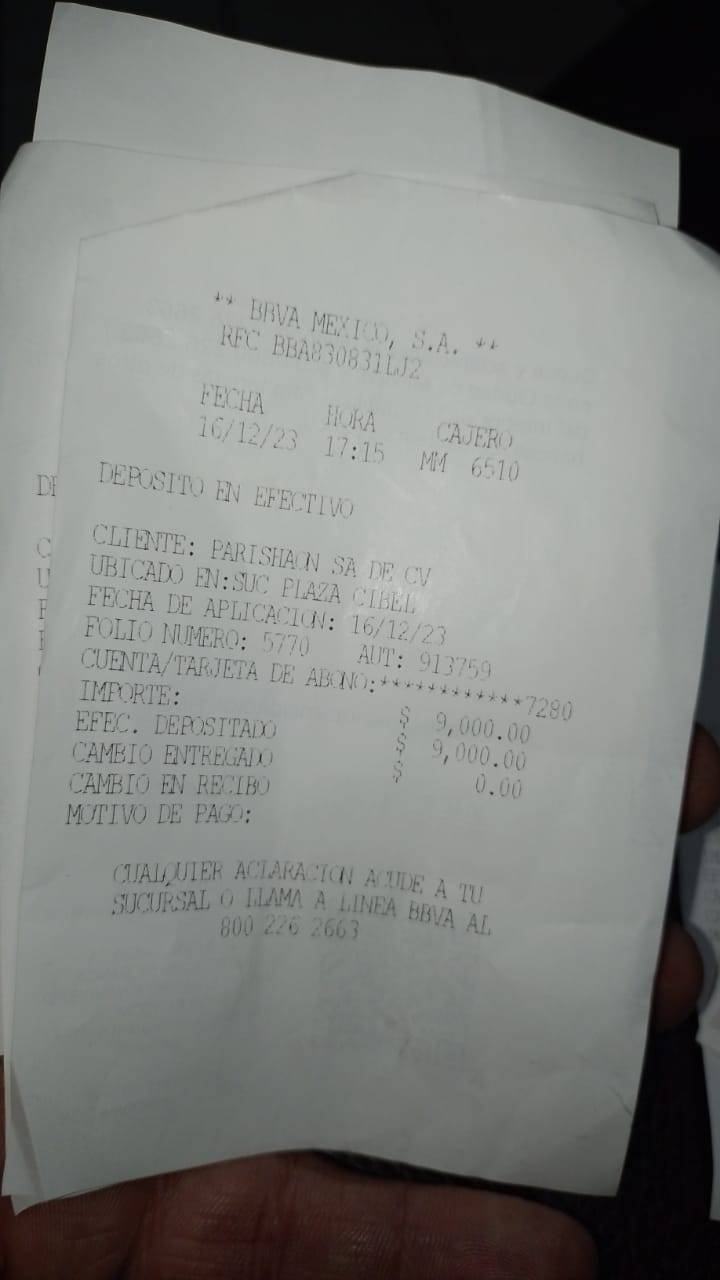 ** BBVA MEXICO, S.A. **
RFC BBA830831LJ2
FECHA HORA CAJERO
16/12/23 17:15 MM 6510
DEPOSITO EN EFECTIVO
CLIENTE: PARISHACN SA DE CV
UBICADO EN:SUC PLAZA CIBEL
FECHA DE APLICACION: 16/12/23
FOLIO NUMERO: 5770 AUT: 913759
CUENTA/TARJETA DE ABONO:************7280
IMPORTE: $ 9,000.00
EFEC. DEPOSITADO $ 9,000.00
CAMBIO ENTREGADO $ 0.00
CAMBIO EN RECIBO
MOTIVO DE PAGO:
CUALQUIER ACLARACION ACUDE A TU
SUCURSAL O LLAMA A LINEA BBVA AL
800 226 2663